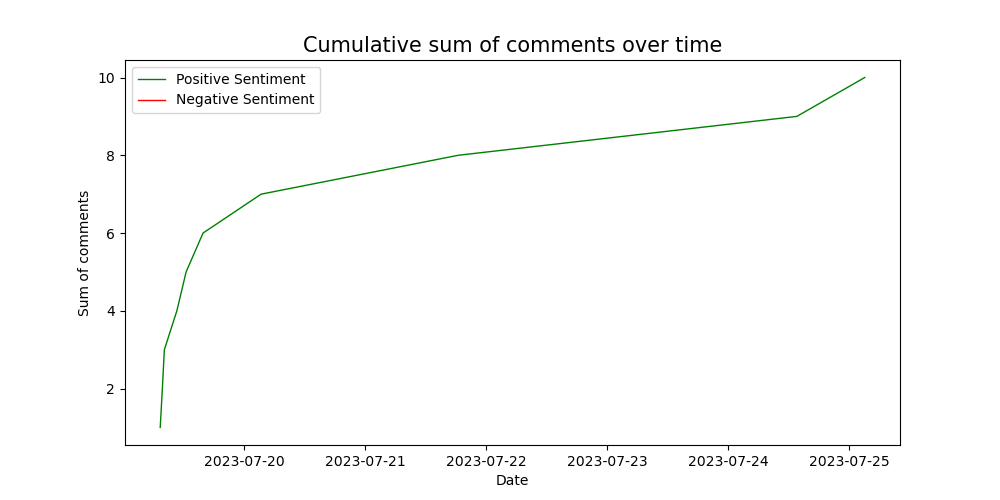 Cumulative sum of comments over time
Positive Sentiment
Negative Sentiment
Sum of comments
10
8
6
4
2
2023-07-20 2023-07-21 2023-07-22 2023-07-23 2023-07-24 2023-07-25
Date